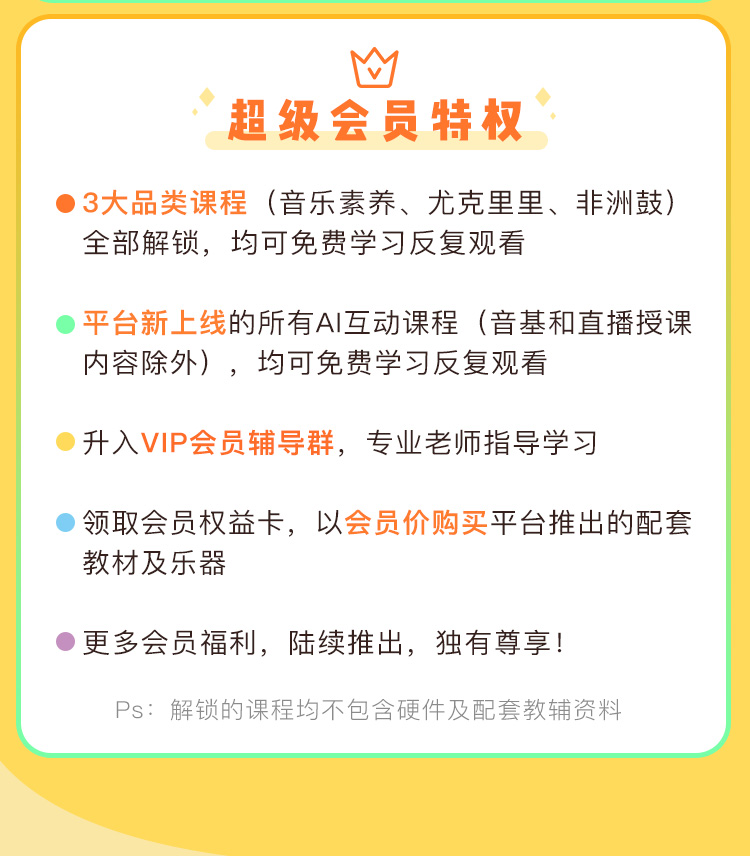 超级会员特权
3大品类课程（音乐素养、尤克里里、非洲鼓）
全部解锁，均可免费学习反复观看
平台新上线的所有AI互动课程（音基和直播授课
内容除外），均可免费学习反复观看
升入VIP会员辅导群，专业老师指导学习
领取会员权益卡，以会员价购买平台推出的配套
教材及乐器
更多会员福利，陆续推出，独有尊享！
Ps：解锁的课程均不包含硬件及配套教辅资料